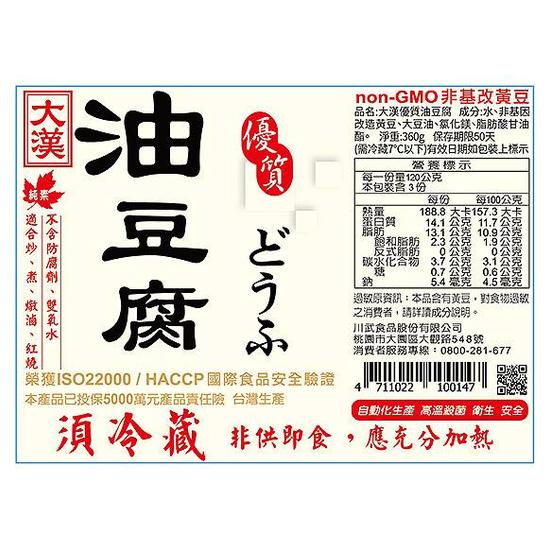 大漢
純素
不含防腐劑、雙氧水
適合炒、煮、燉滷、紅燒
油豆腐
優質
どうふ
榮獲ISO22000 / HACCP國際食品安全驗證
本產品已投保5000萬元產品責任險 台灣生產
須冷藏 非供即食，應充分加熱
non-GMO非基改黃豆
品名:大漢優質油豆腐 成分:水、非基因
改造黃豆、大豆油、氯化鎂、脂肪酸甘油
酯。 淨重:360g 保存期限50天
(需冷藏7℃以下)有效日期如包裝上標示
營養標示
每一份量120公克
本包裝含3份
每份 每100公克
熱量 188.8 大卡 157.3 大卡
蛋白質 14.1 公克 11.7 公克
脂肪 13.1 公克 10.9 公克
飽和脂肪 2.3 公克 1.9 公克
反式脂肪 0 公克 0 公克
碳水化合物 3.7 公克 3.1 公克
糖 0.7 公克 0.6 公克
鈉 5.4 毫克 4.5 毫克
過敏原資訊：本品含有黃豆，對食物過敏
之消費者，請詳讀成分說明。
川武食品股份有限公司
桃園市大園區大觀路548號
消費者服務專線：0800-281-677
4 711022 100147
自動化生產 高溫殺菌 衛生 安全